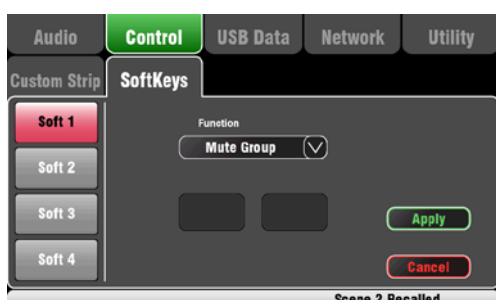 Audio Control USB Data Network Utility
Custom Strip SoftKeys
Soft 1
Function
Mute Group
Soft 2
Soft 3
Apply
Soft 4
Cancel
Scene 2 Recalled